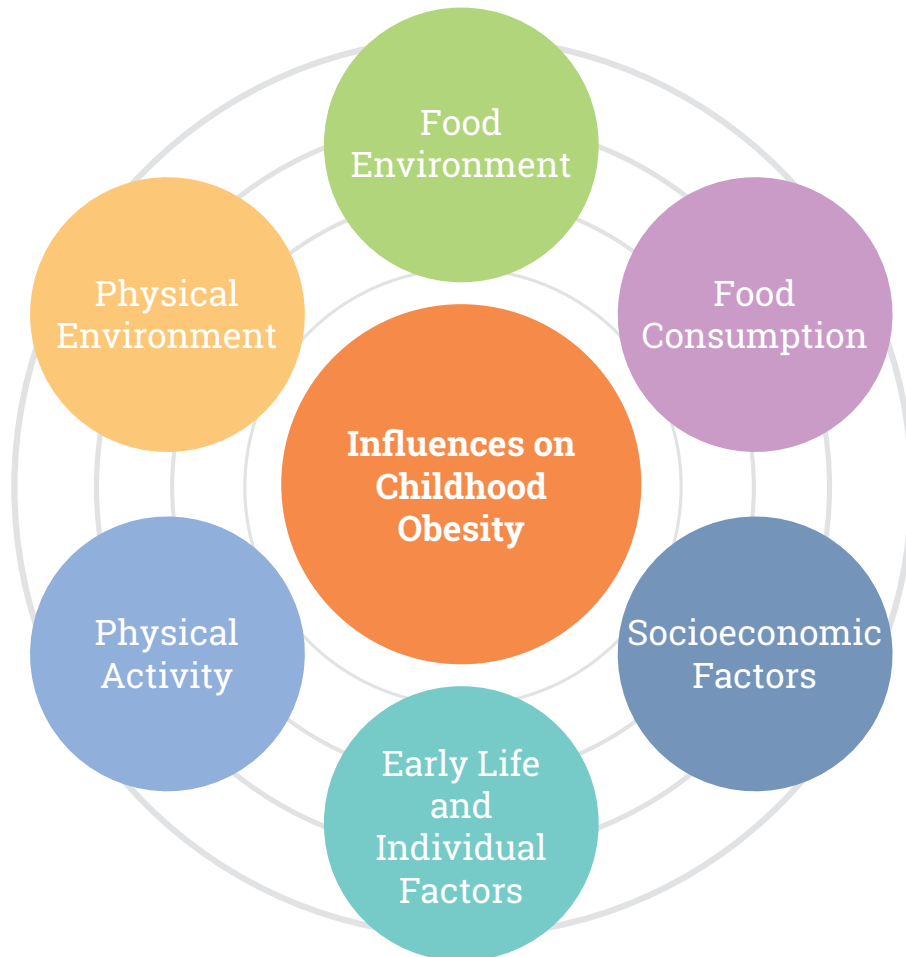 Food
Environment
Food
Consumption
Socioeconomic
Factors
Early Life
and
Individual
Factors
Physical
Activity
Physical
Environment
Influences on
Childhood
Obesity